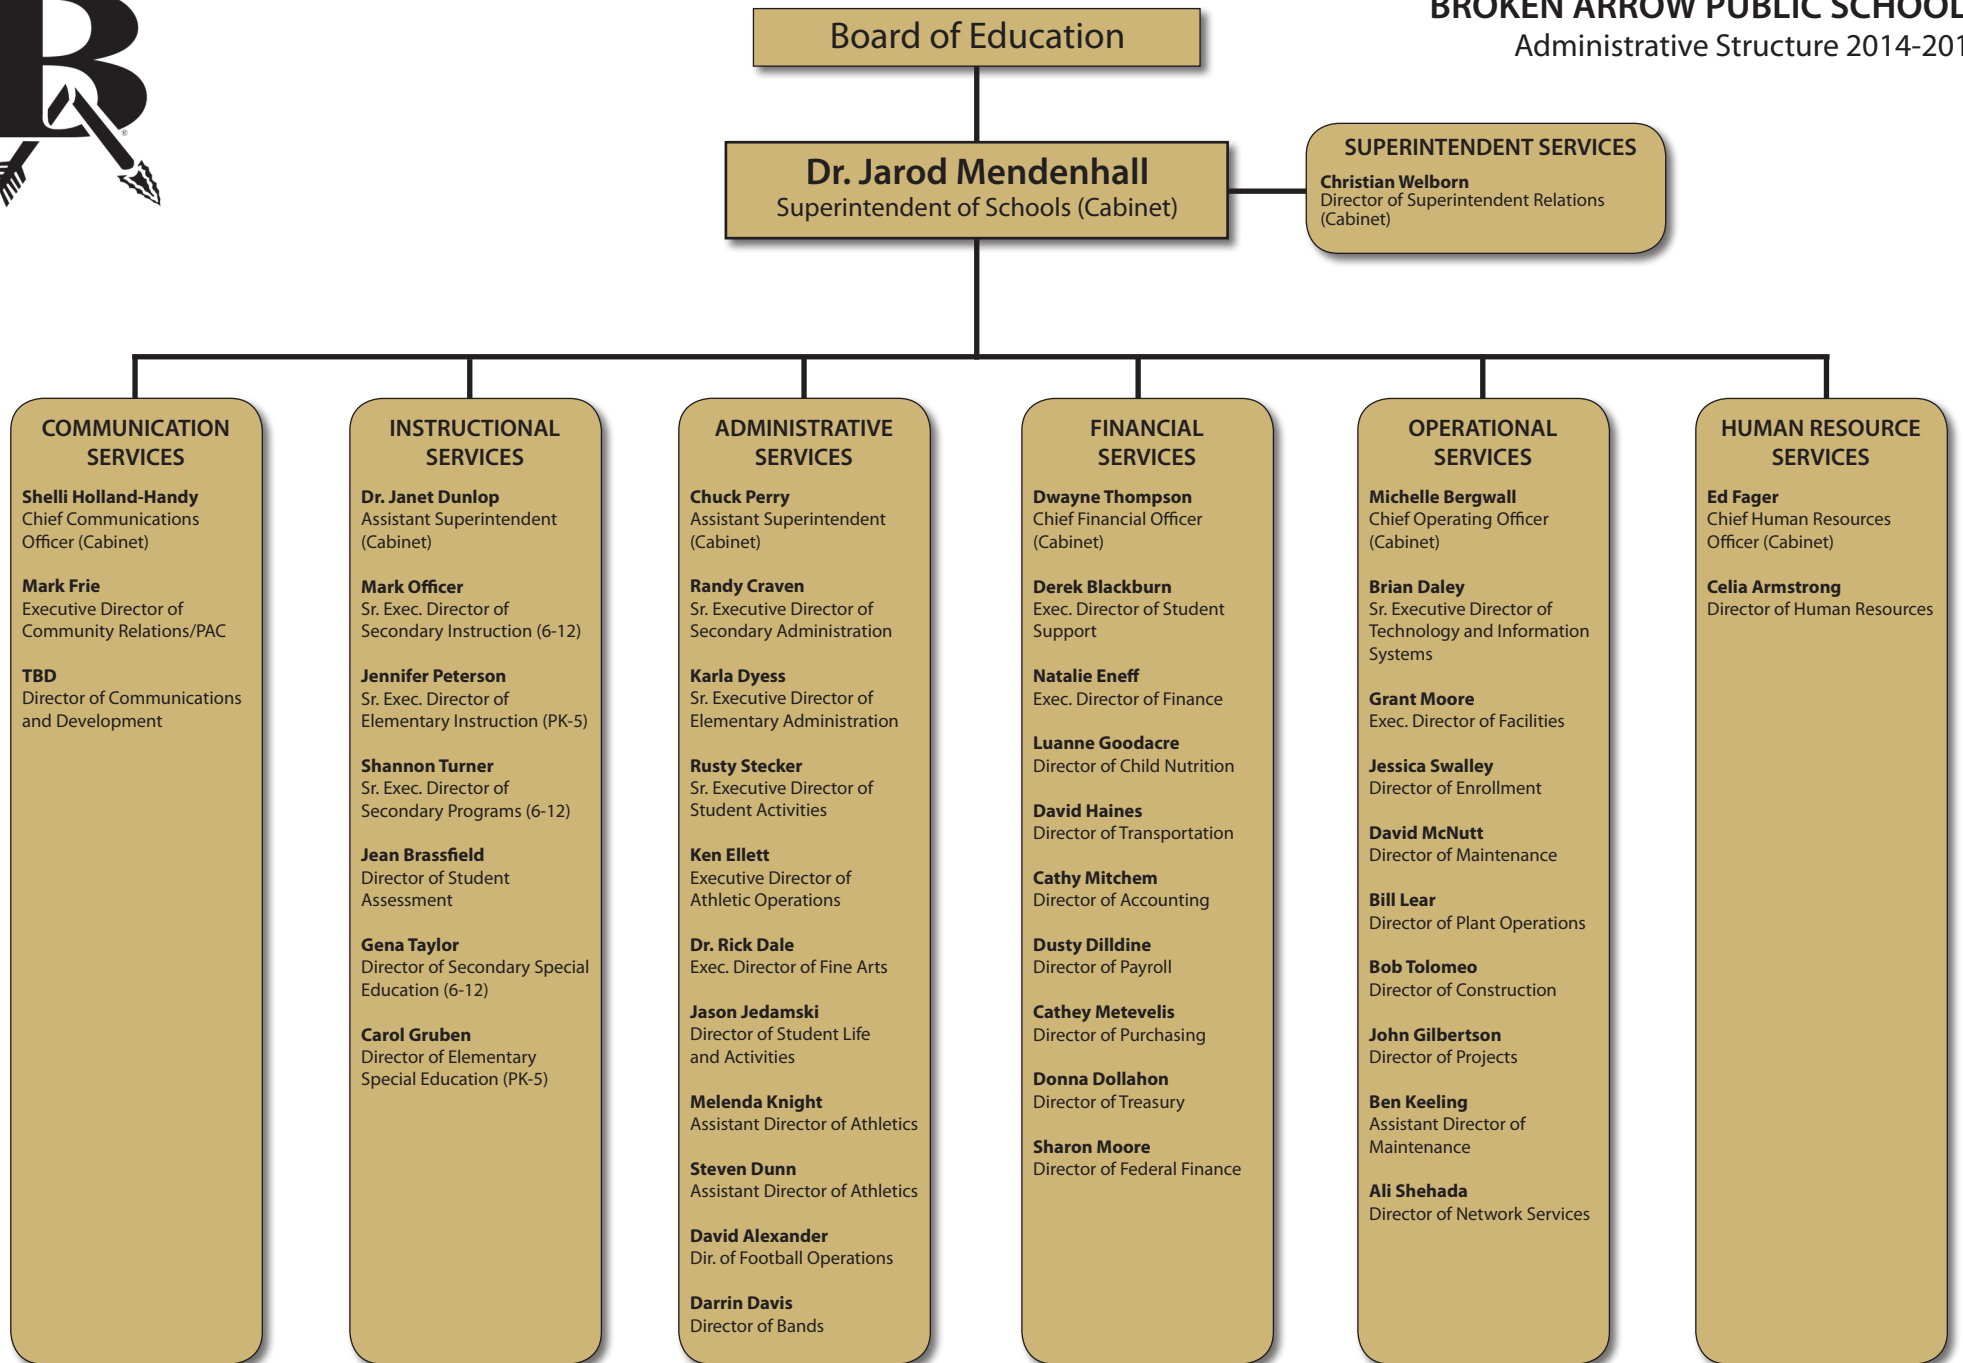 B
®
BROKEN ARROW PUBLIC SCHOOL
Administrative Structure 2014-201
Board of Education
Dr. Jarod Mendenhall
Superintendent of Schools (Cabinet)
SUPERINTENDENT SERVICES
Christian Welborn
Director of Superintendent Relations
(Cabinet)
COMMUNICATION
SERVICES
Shelli Holland-Handy
Chief Communications
Officer (Cabinet)
Mark Frie
Executive Director of
Community Relations/PAC
TBD
Director of Communications
and Development
INSTRUCTIONAL
SERVICES
Dr. Janet Dunlop
Assistant Superintendent
(Cabinet)
Mark Officer
Sr. Exec. Director of
Secondary Instruction (6-12)
Jennifer Peterson
Sr. Exec. Director of
Elementary Instruction (PK-5)
Shannon Turner
Sr. Exec. Director of
Secondary Programs (6-12)
Jean Brassfield
Director of Student
Assessment
Gena Taylor
Director of Secondary Special
Education (6-12)
Carol Gruben
Director of Elementary
Special Education (PK-5)
ADMINISTRATIVE
SERVICES
Chuck Perry
Assistant Superintendent
(Cabinet)
Randy Craven
Sr. Executive Director of
Secondary Administration
Karla Dyess
Sr. Executive Director of
Elementary Administration
Rusty Stecker
Sr. Executive Director of
Student Activities
Ken Ellett
Executive Director of
Athletic Operations
Dr. Rick Dale
Exec. Director of Fine Arts
Jason Jedamski
Director of Student Life
and Activities
Melenda Knight
Assistant Director of Athletics
Steven Dunn
Assistant Director of Athletics
David Alexander
Dir. of Football Operations
Darrin Davis
Director of Bands
FINANCIAL
SERVICES
Dwayne Thompson
Chief Financial Officer
(Cabinet)
Derek Blackburn
Exec. Director of Student
Support
Natalie Eneff
Exec. Director of Finance
Luanne Goodacre
Director of Child Nutrition
David Haines
Director of Transportation
Cathy Mitchem
Director of Accounting
Dusty Dilldine
Director of Payroll
Cathey Metevelis
Director of Purchasing
Donna Dollahon
Director of Treasury
Sharon Moore
Director of Federal Finance
OPERATIONAL
SERVICES
Michelle Bergwall
Chief Operating Officer
(Cabinet)
Brian Daley
Sr. Executive Director of
Technology and Information
Systems
Grant Moore
Exec. Director of Facilities
Jessica Swalley
Director of Enrollment
David McNutt
Director of Maintenance
Bill Lear
Director of Plant Operations
Bob Tolomeo
Director of Construction
John Gilbertson
Director of Projects
Ben Keeling
Assistant Director of
Maintenance
Ali Shehada
Director of Network Services
HUMAN RESOURCE
SERVICES
Ed Fager
Chief Human Resources
Officer (Cabinet)
Celia Armstrong
Director of Human Resources